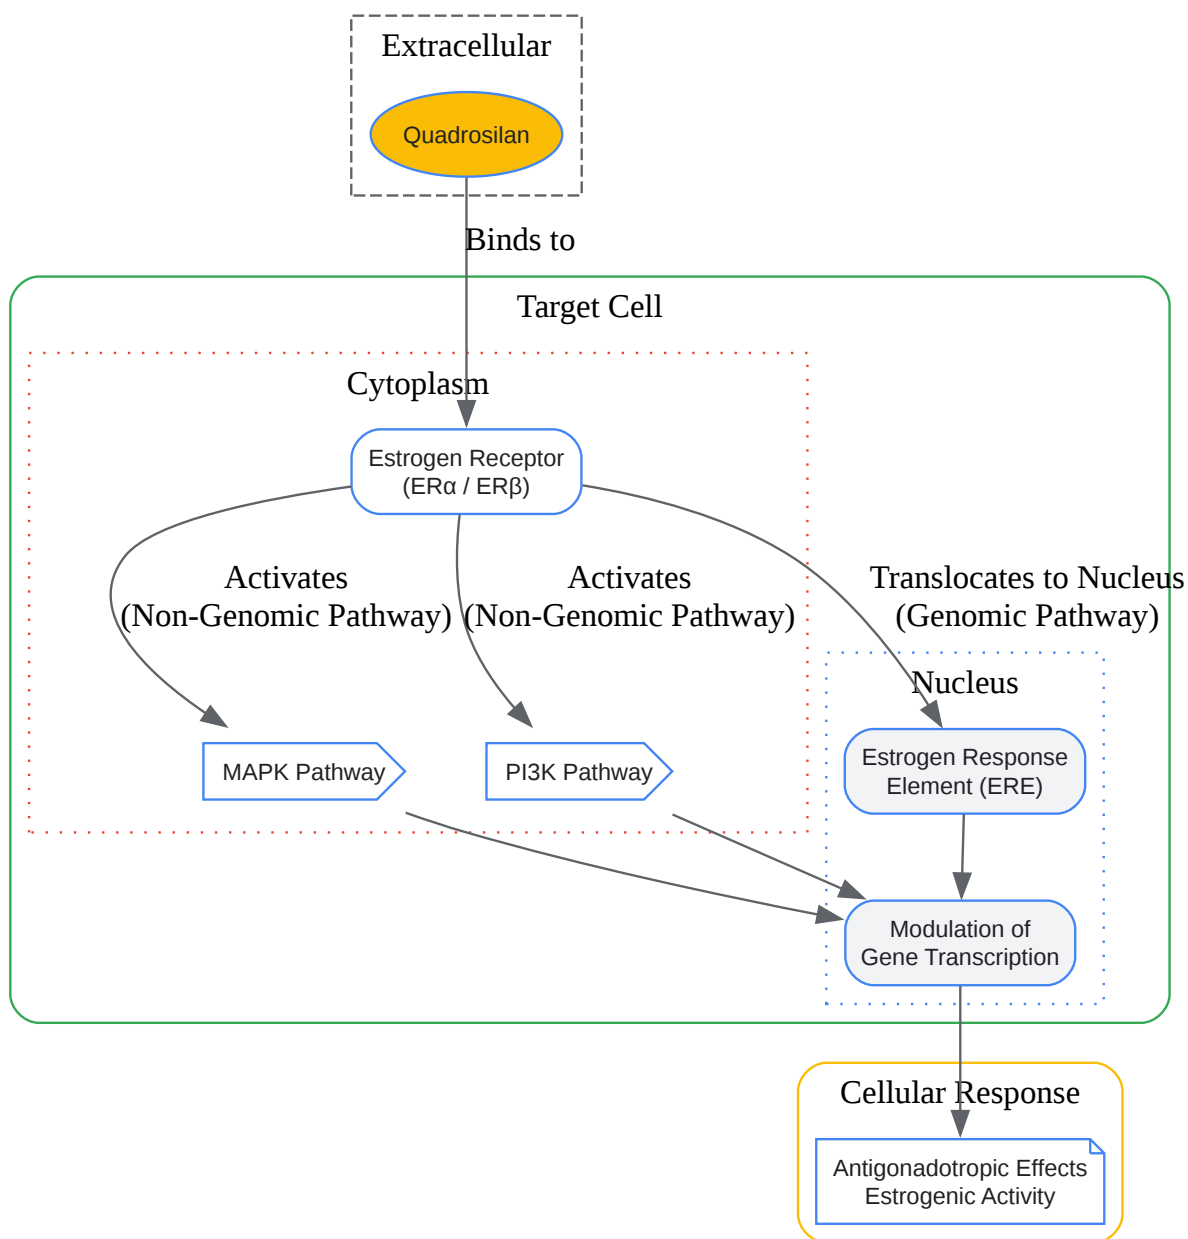 Extracellular
Quadrosilan
Binds to
Target Cell
Cytoplasm
Estrogen Receptor
(ERα / ERβ)
Activates
(Non-Genomic Pathway)
Activates
(Non-Genomic Pathway)
Translocates to Nucleus
(Genomic Pathway)
Nucleus
MAPK Pathway
PI3K Pathway
Estrogen Response
Element (ERE)
Modulation of
Gene Transcription
Cellular Response
Antigonadotropic Effects
Estrogenic Activity